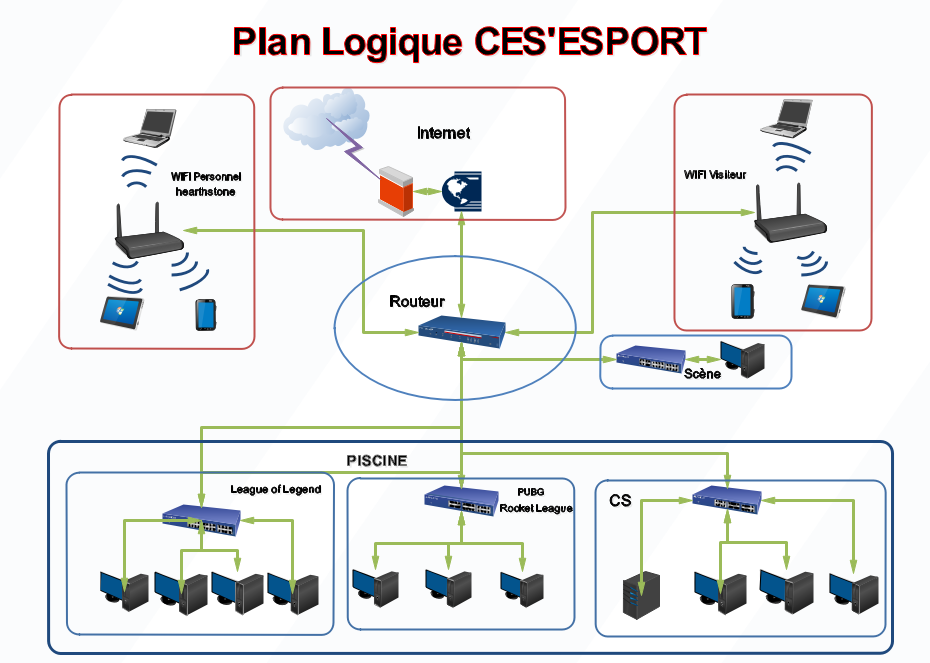 Plan Logique CES'ESPORT
Internet
WIFI Personnel
hearthstone
WIFI Visiteur
Routeur
Scène
PISCINE
League of Legend
PUBG
Rocket League
CS